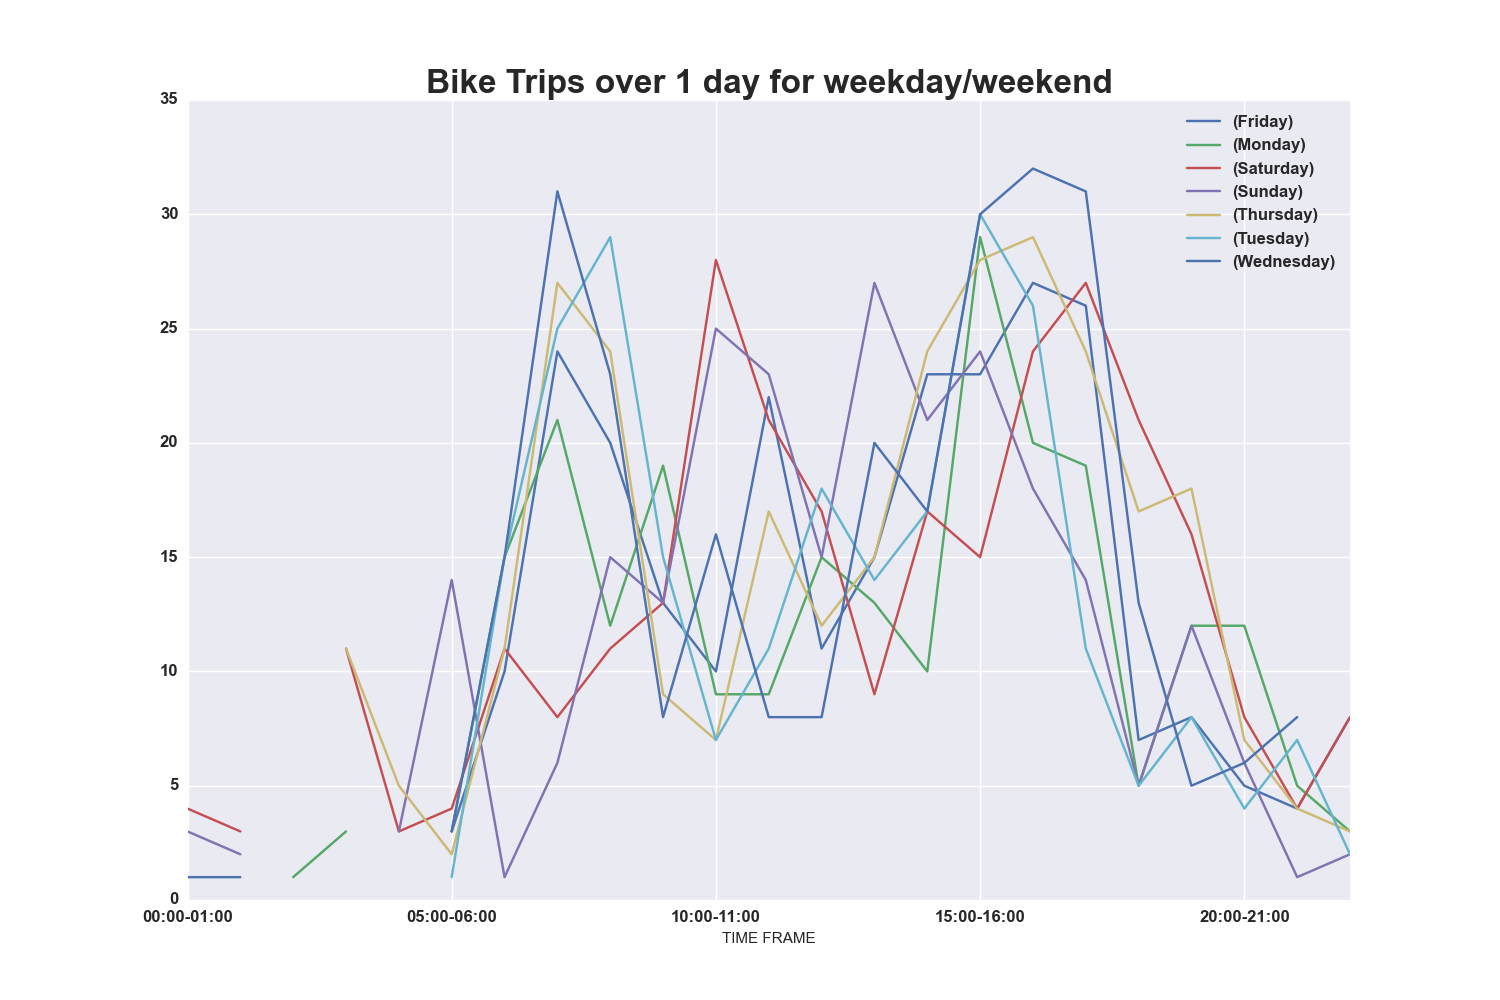 Bike Trips over 1 day for weekday/weekend
35
30
25
20
15
10
5
0
(Friday)
(Monday)
(Saturday)
(Sunday)
(Thursday)
(Tuesday)
(Wednesday)
00:00-01:00 05:00-06:00 10:00-11:00 15:00-16:00 20:00-21:00
TIME FRAME